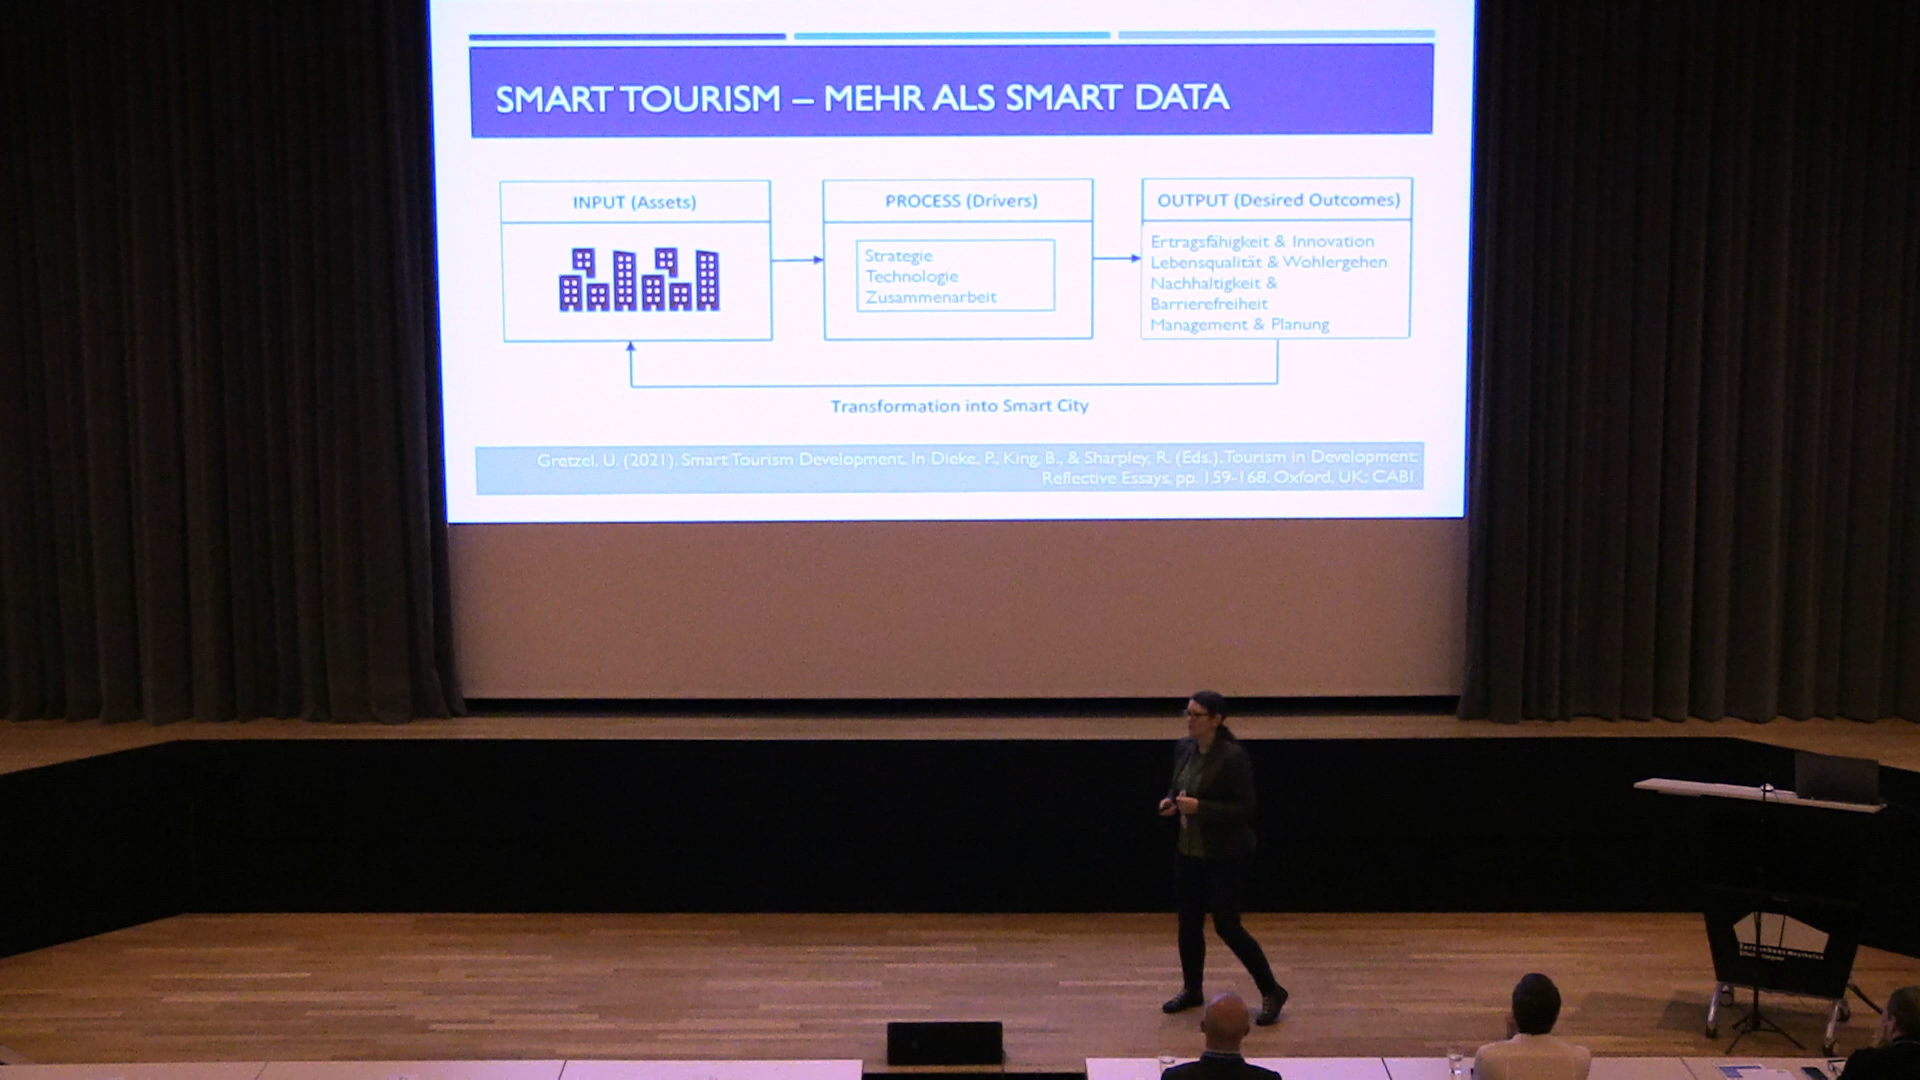 SMART TOURISM – MEHR ALS SMART DATA
INPUT (Assets)
PROCESS (Drivers)
Strategie
Technologie
Zusammenarbeit
OUTPUT (Desired Outcomes)
Ertragsfähigkeit & Innovation
Lebensqualität & Wohlergehen
Nachhaltigkeit &
Barrierefreiheit
Management & Planung
Transformation into Smart City
Gretzel, U. (2021). Smart Tourism Development. In Dieke, P., King, B., & Sharpley, R. (Eds.). Tourism in Development:
Reflective Essays, pp. 159-168. Oxford, UK: CABI